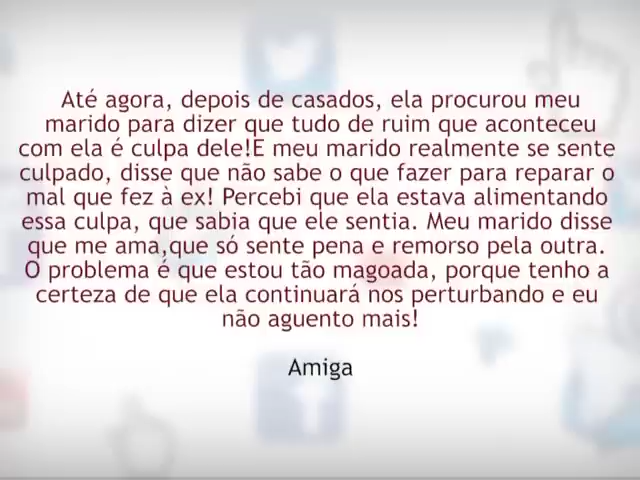 Até agora, depois de casados, ela procurou meu
marido para dizer que tudo de ruim que aconteceu
com ela é culpa dele!E meu marido realmente se sente
culpado, disse que não sabe o que fazer para reparar o
mal que fez à ex! Percebi que ela estava alimentando
essa culpa, que sabia que ele sentia. Meu marido disse
que me ama,que só sente pena e remorso pela outra.
O problema é que estou tão magoada, porque tenho a
certeza de que ela continuará nos perturbando e eu
não aguento mais!
Amiga